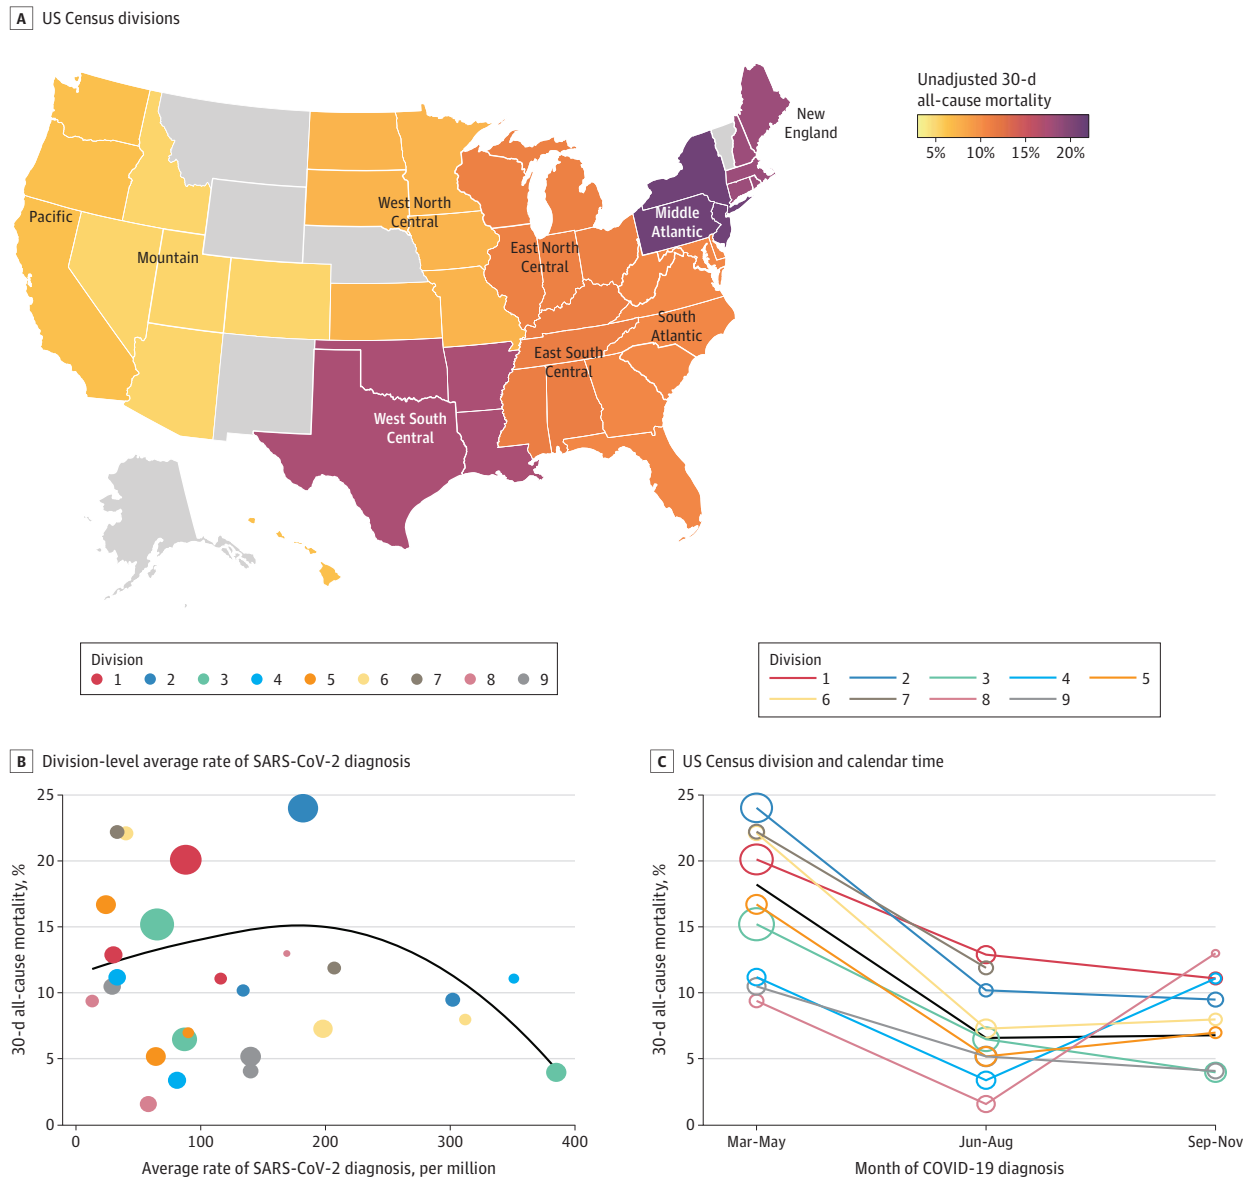 A US Census divisions
Unadjusted 30-d
all-cause mortality
5% 10% 15% 20%
New
England
Pacific
Mountain
West North
Central
East North
Central
Middle
Atlantic
South
Atlantic
East South
Central
West South
Central
Division
1 2 3 4 5 6 7 8 9
Division
1 2 3 4 5
6 7 8 9
B Division-level average rate of SARS-CoV-2 diagnosis
30-d all-cause mortality, %
25
20
15
10
5
0
0 100 200 300 400
Average rate of SARS-CoV-2 diagnosis, per million
C US Census division and calendar time
30-d all-cause mortality, %
25
20
15
10
5
0
Mar-May Jun-Aug Sep-Nov
Month of COVID-19 diagnosis